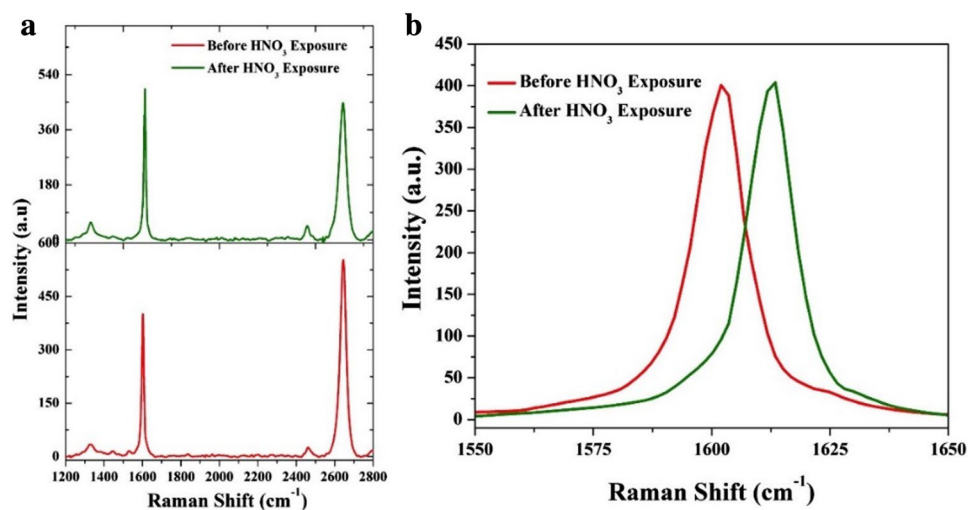 a
Before HNO3 Exposure
After HNO3 Exposure
540
360
180
0
600
450
300
150
0
1200 1400 1600 1800 2000 2200 2400 2600 2800
Intensity (a.u)
Raman Shift (cm-1)
b
Before HNO3 Exposure
After HNO3 Exposure
450
400
350
300
250
200
150
100
50
0
1550 1575 1600 1625 1650
Intensity (a.u.)
Raman Shift (cm-1)